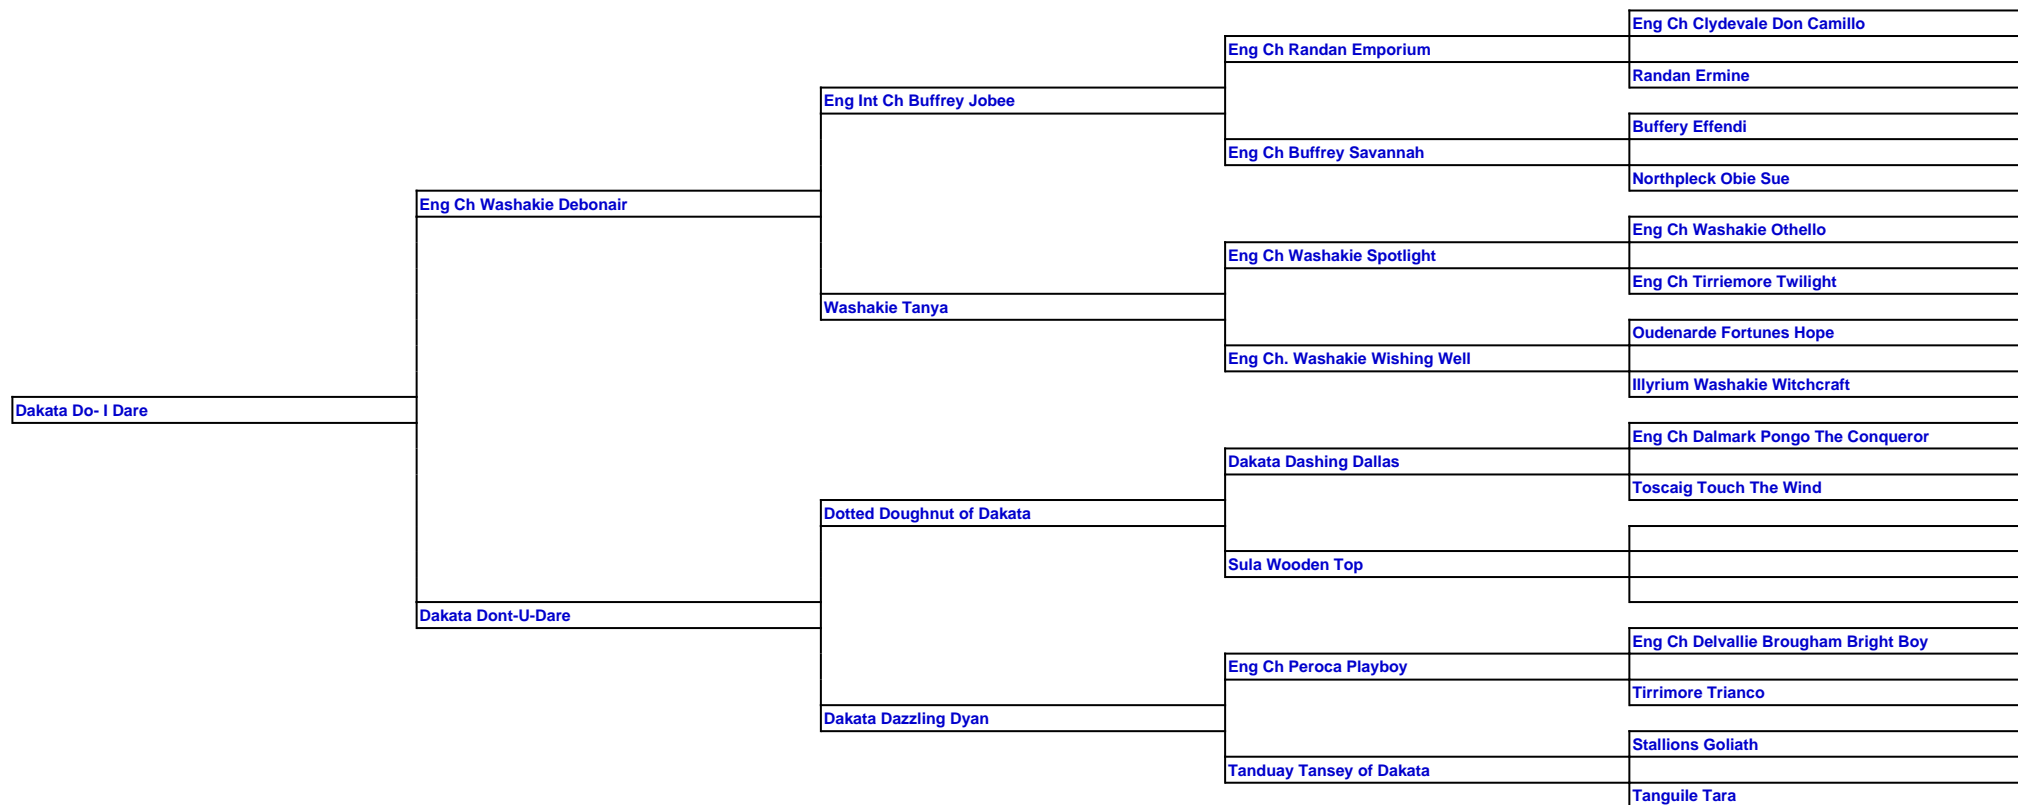 Eng Ch Clydevale Don Camillo
Eng Ch Randan Emporium
Randan Ermine
Eng Int Ch Buffrey Jobee
Buffery Effendi
Eng Ch Buffrey Savannah
Northpleck Obie Sue
Eng Ch Washakie Debonair
Eng Ch Washakie Othello
Eng Ch Washakie Spotlight
Eng Ch Tirriemore Twilight
Washakie Tanya
Oudenarde Fortunes Hope
Eng Ch. Washakie Wishing Well
Illyrium Washakie Witchcraft
Dakata Do- I Dare
Eng Ch Dalmark Pongo The Conqueror
Dakata Dashing Dallas
Toscaig Touch The Wind
Dotted Doughnut of Dakata
Sula Wooden Top
Dakata Dont-U-Dare
Eng Ch Delvallie Brougham Bright Boy
Eng Ch Peroca Playboy
Tirrimore Trianco
Dakata Dazzling Dyan
Stallions Goliath
Tanduay Tansey of Dakata
Tanguile Tara